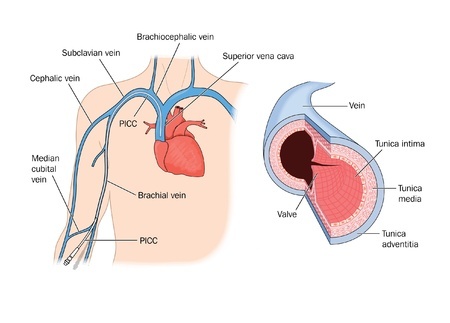 Brachiocephalic vein
Subclavian vein
Superior vena cava
Cephalic vein
PICC
Median
cubital
vein
Brachial vein
PICC
Vein
Tunica intima
Tunica
media
Valve
Tunica
adventitia